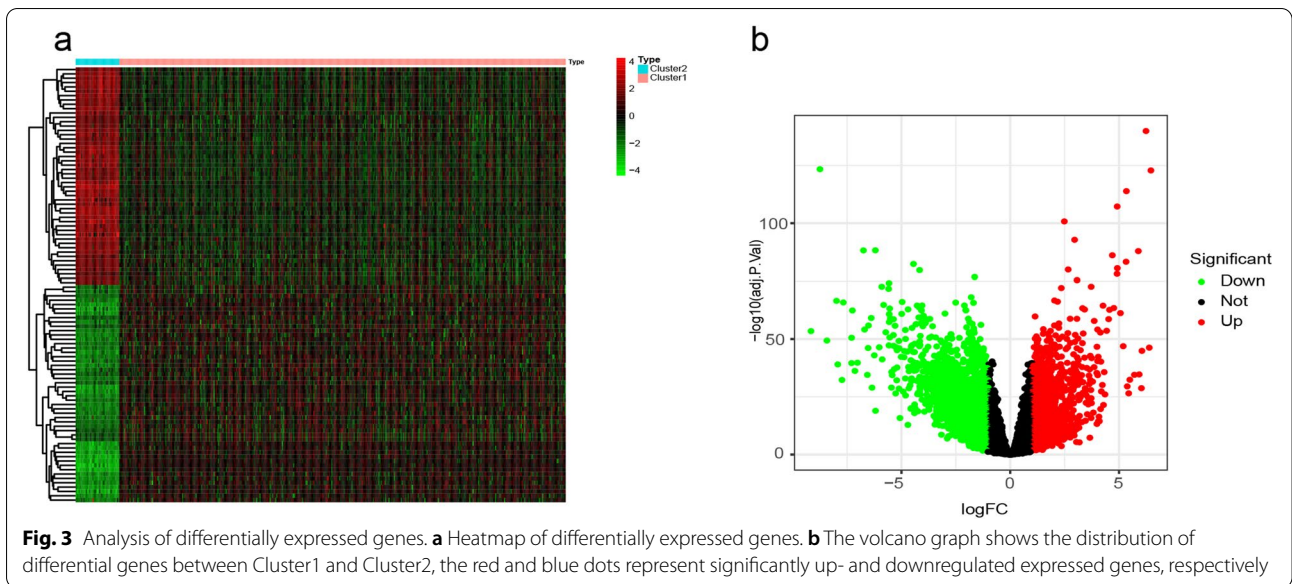 a
Type
4
2
0
−2
−4
Type
Cluster2
Cluster1
b
−log10(adj.P.Val)
100
50
0
−5
0
5
logFC
Significant
Down
Not
Up
Fig. 3 Analysis of differentially expressed genes. a Heatmap of differentially expressed genes. b The volcano graph shows the distribution of
differential genes between Cluster1 and Cluster2, the red and blue dots represent significantly up- and downregulated expressed genes, respectively